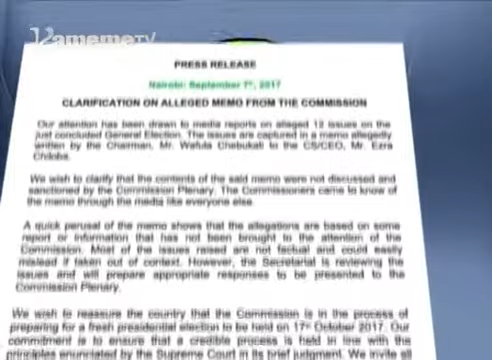 KamemeTV
PRESS RELEASE
Nairobi: September 7th, 2017
CLARIFICATION ON ALLEGED MEMO FROM THE COMMISSION
Our attention has been drawn to media reports on alleged 12 issues on the
just concluded General Election. The issues are captured in a memo allegedly
written by the Chairman, Mr. Wafula Chebukati to the CS/CEO, Mr. Ezra
Chiloba.
We wish to clarify that the contents of the said memo were not discussed and
sanctioned by the Commission Plenary. The Commissioners came to know of
the memo through the media like everyone else.
A quick perusal of the memo shows that the allegations are based on some
report or information that has not been brought to the attention of the
Commission. Most of the issues raised are not factual and could easily
mislead if taken out of context. However, the Secretariat is reviewing the
issues and will prepare appropriate responses to be presented to the
Commission Plenary.
We wish to reassure the country that the Commission is in the process of
preparing for a fresh presidential election to be held on 17th October 2017. Our
commitment is to ensure that a credible process is held in line with the
principles enunciated by the Supreme Court in its brief judgment. We invite